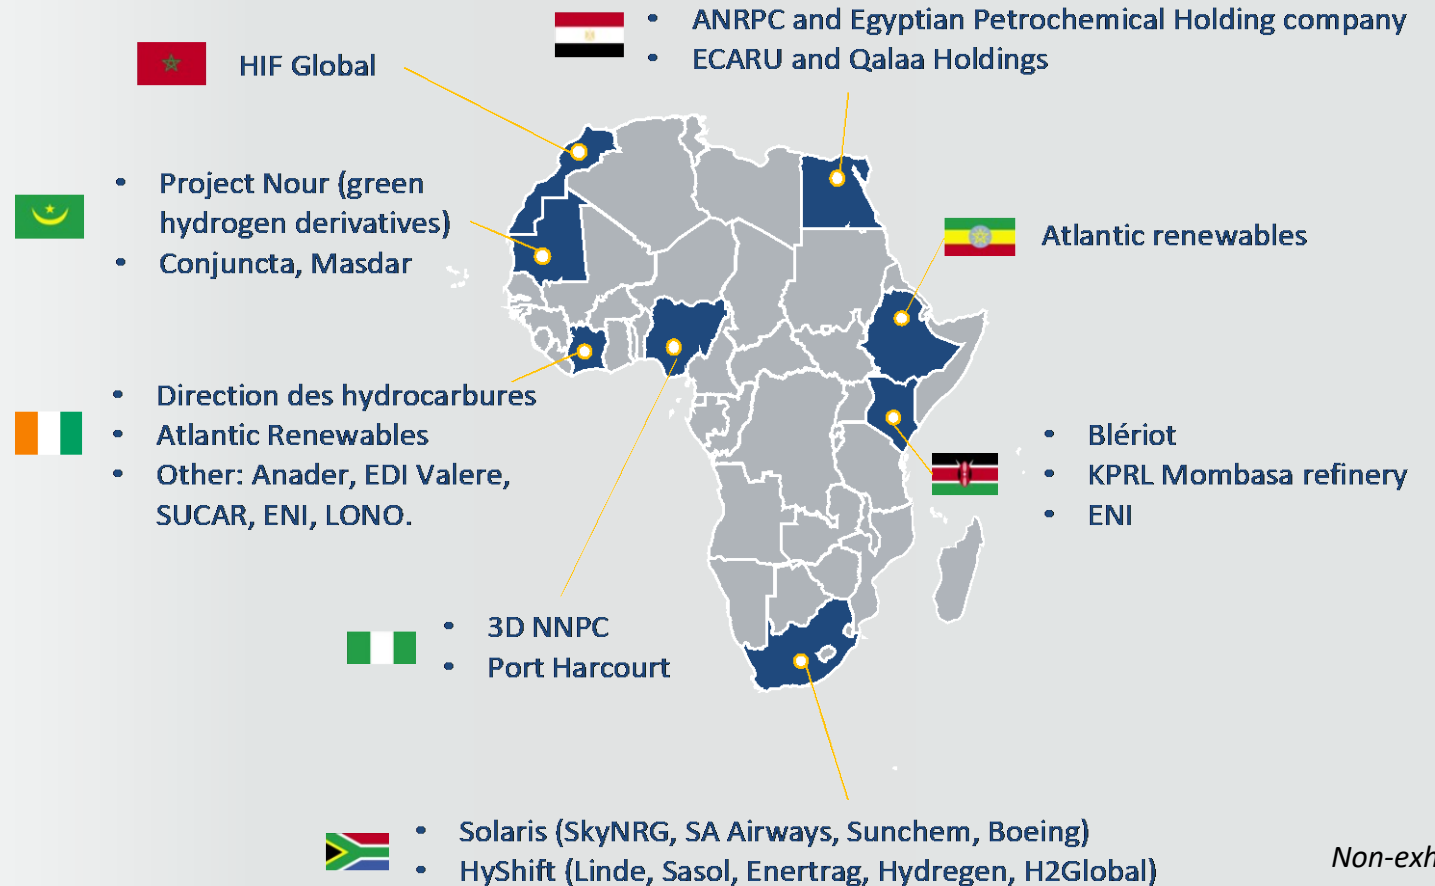 • ANRPC and Egyptian Petrochemical Holding company
• ECARU and Qalaa Holdings
HIF Global
• Project Nour (green
hydrogen derivatives)
• Conjuncta, Masdar
Atlantic renewables
• Direction des hydrocarbures
• Atlantic Renewables
• Other: Anader, EDI Valere,
SUCAR, ENI, LONO.
• Blériot
• KPRL Mombasa refinery
• ENI
• 3D NNPC
• Port Harcourt
• Solaris (SkyNRG, SA Airways, Sunchem, Boeing)
• HyShift (Linde, Sasol, Enertrag, Hydregen, H2Global)
Non-exh